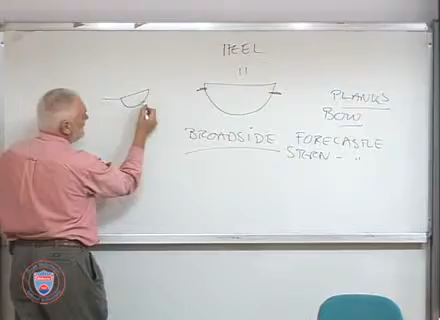 HEEL
"
PLANKS
BOW
BROADSIDE FORECASTLE
STERN - "